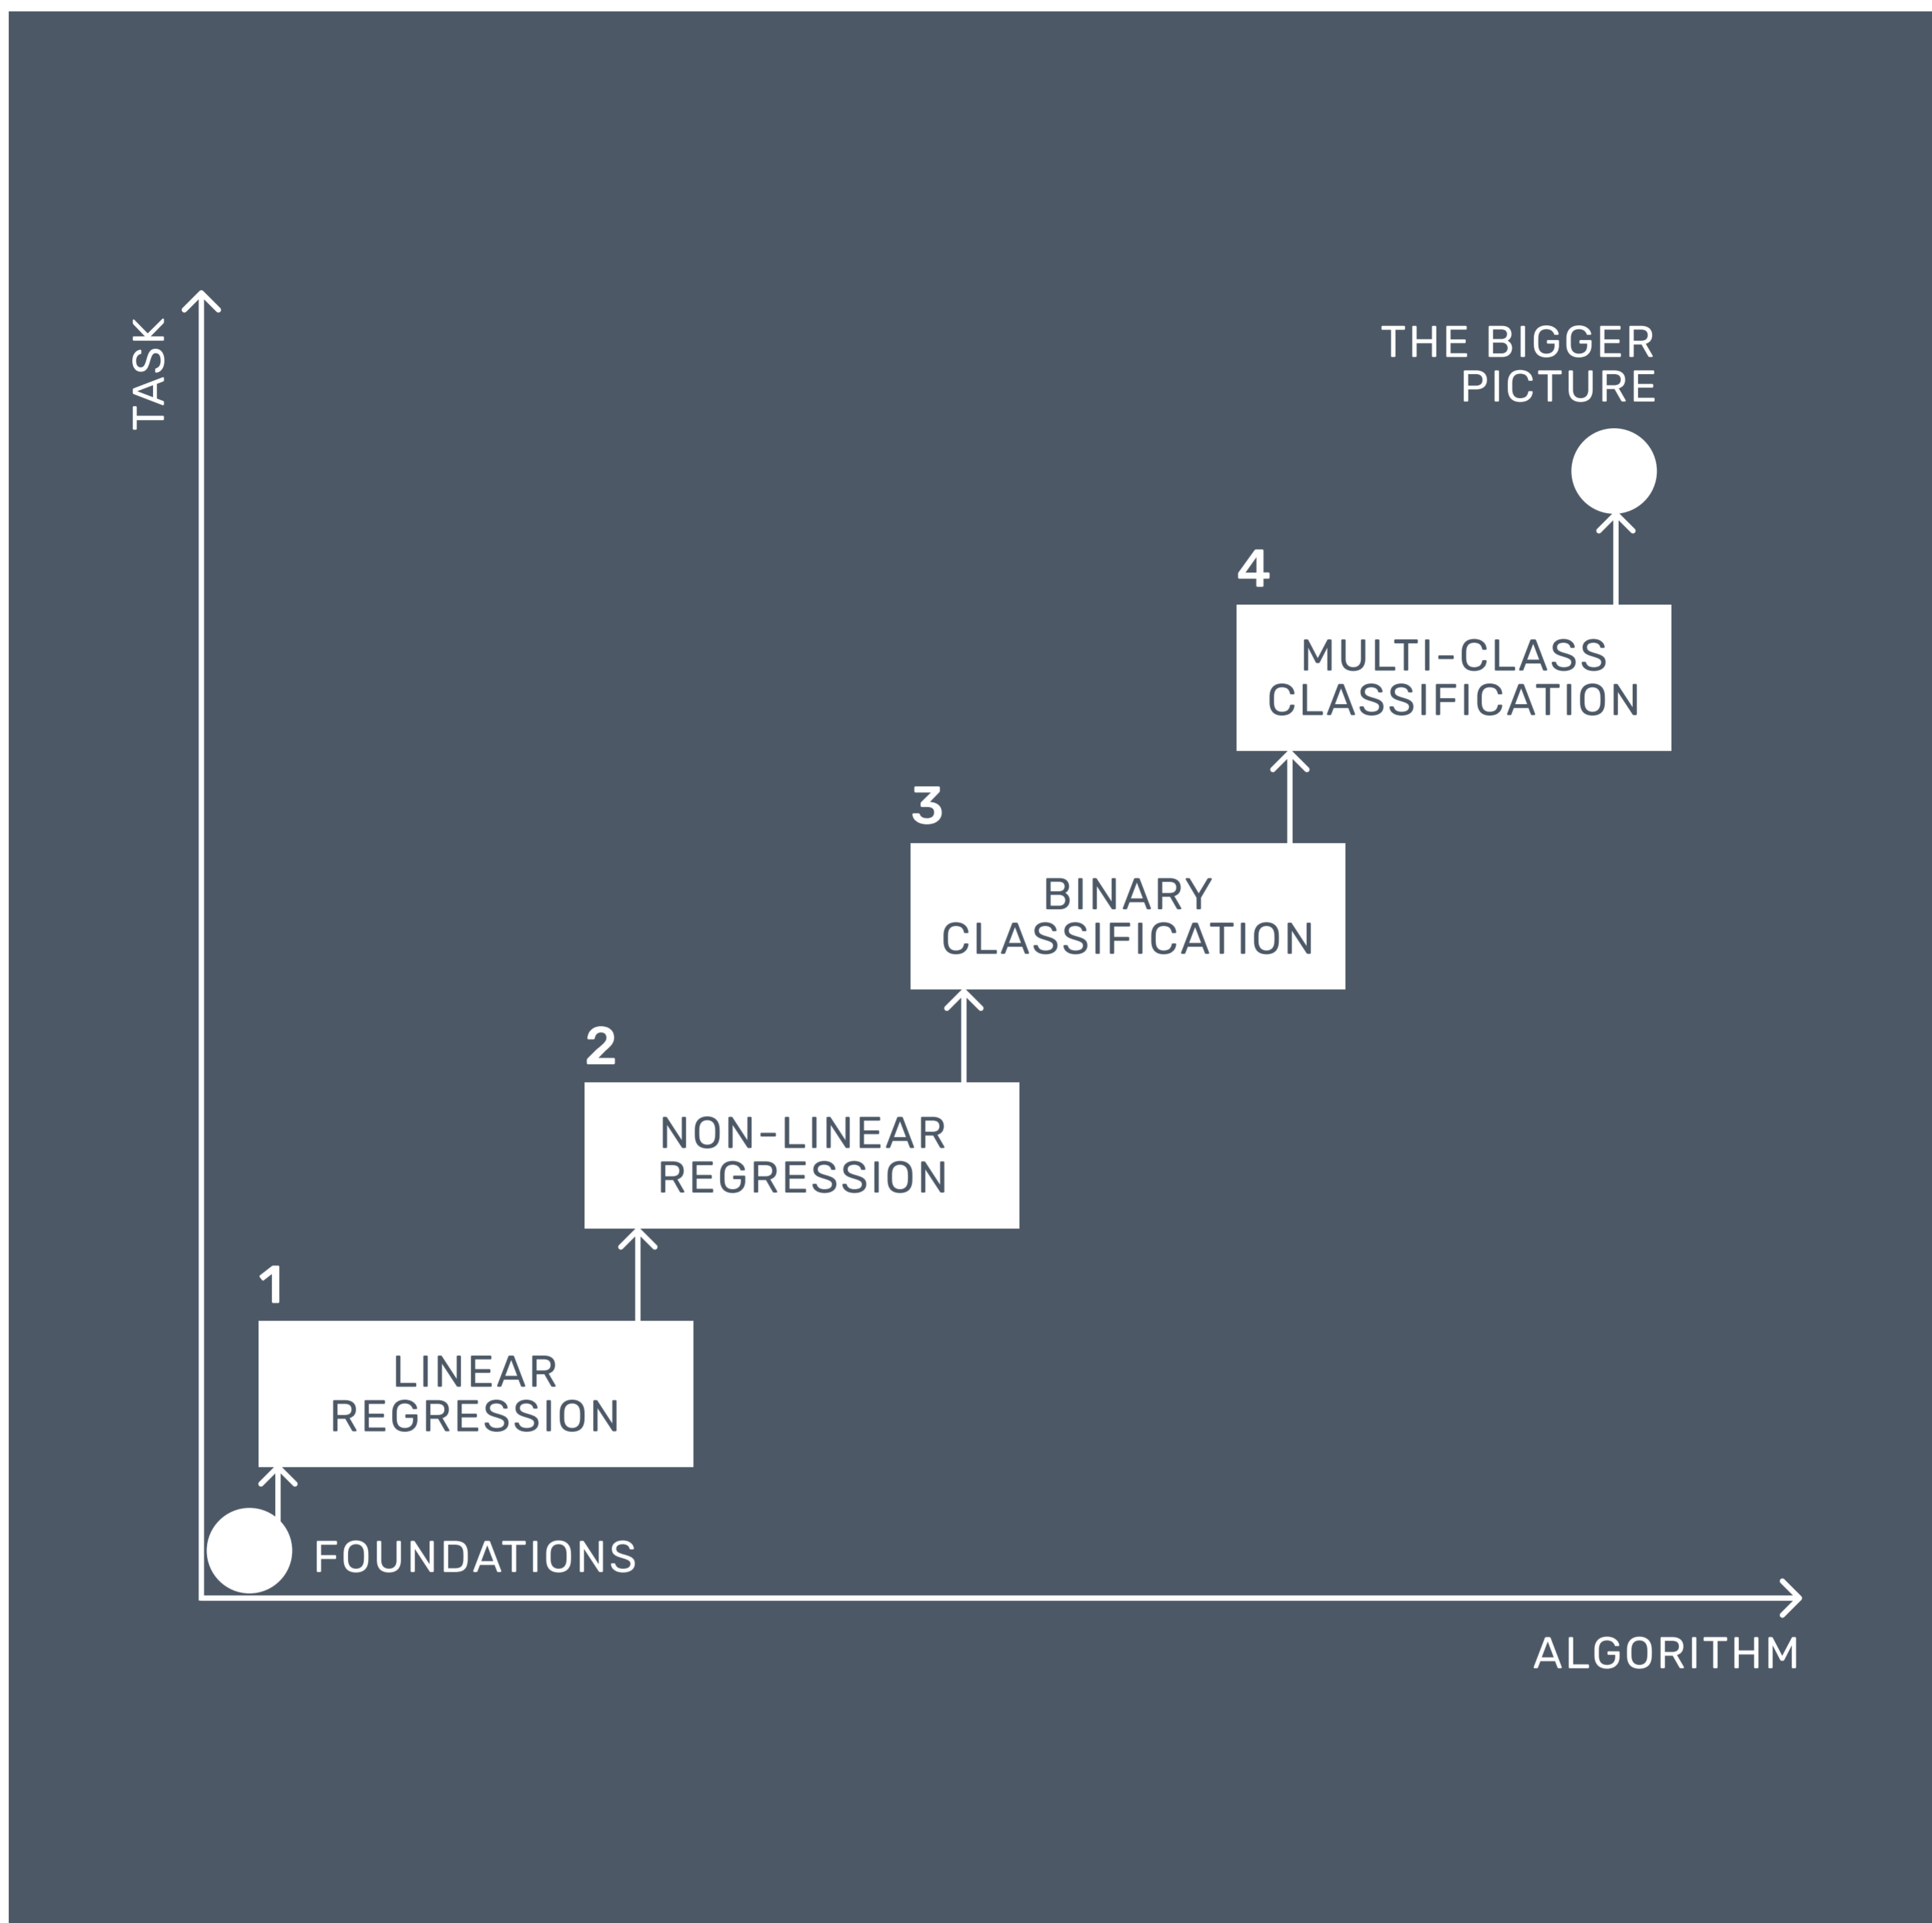 TASK
THE BIGGER
PICTURE
4
MULTI-CLASS
CLASSIFICATION
3
BINARY
CLASSIFICATION
2
NON-LINEAR
REGRESSION
1
LINEAR
REGRESSION
FOUNDATIONS
ALGORITHM